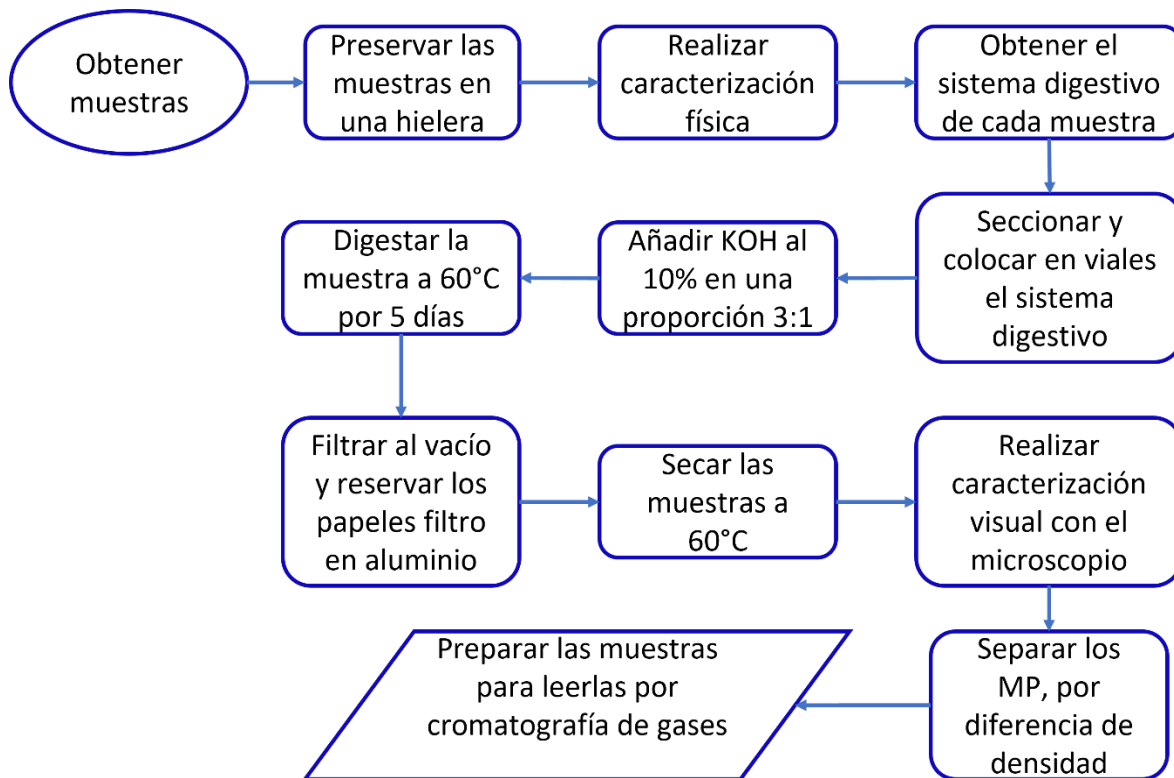 Obtener
muestras
Preservar las
muestras en
una hielera
Realizar
caracterización
física
Obtener el
sistema digestivo
de cada muestra
Seccionar y
colocar en viales
el sistema
digestivo
Añadir KOH al
10% en una
proporción 3:1
Digestar la
muestra a 60°C
por 5 días
Filtrar al vacío
y reservar los
papeles filtro
en aluminio
Secar las
muestras a
60°C
Realizar
caracterización
visual con el
microscopio
Separar los
MP, por
diferencia de
densidad
Preparar las muestras
para leerlas por
cromatografía de gases